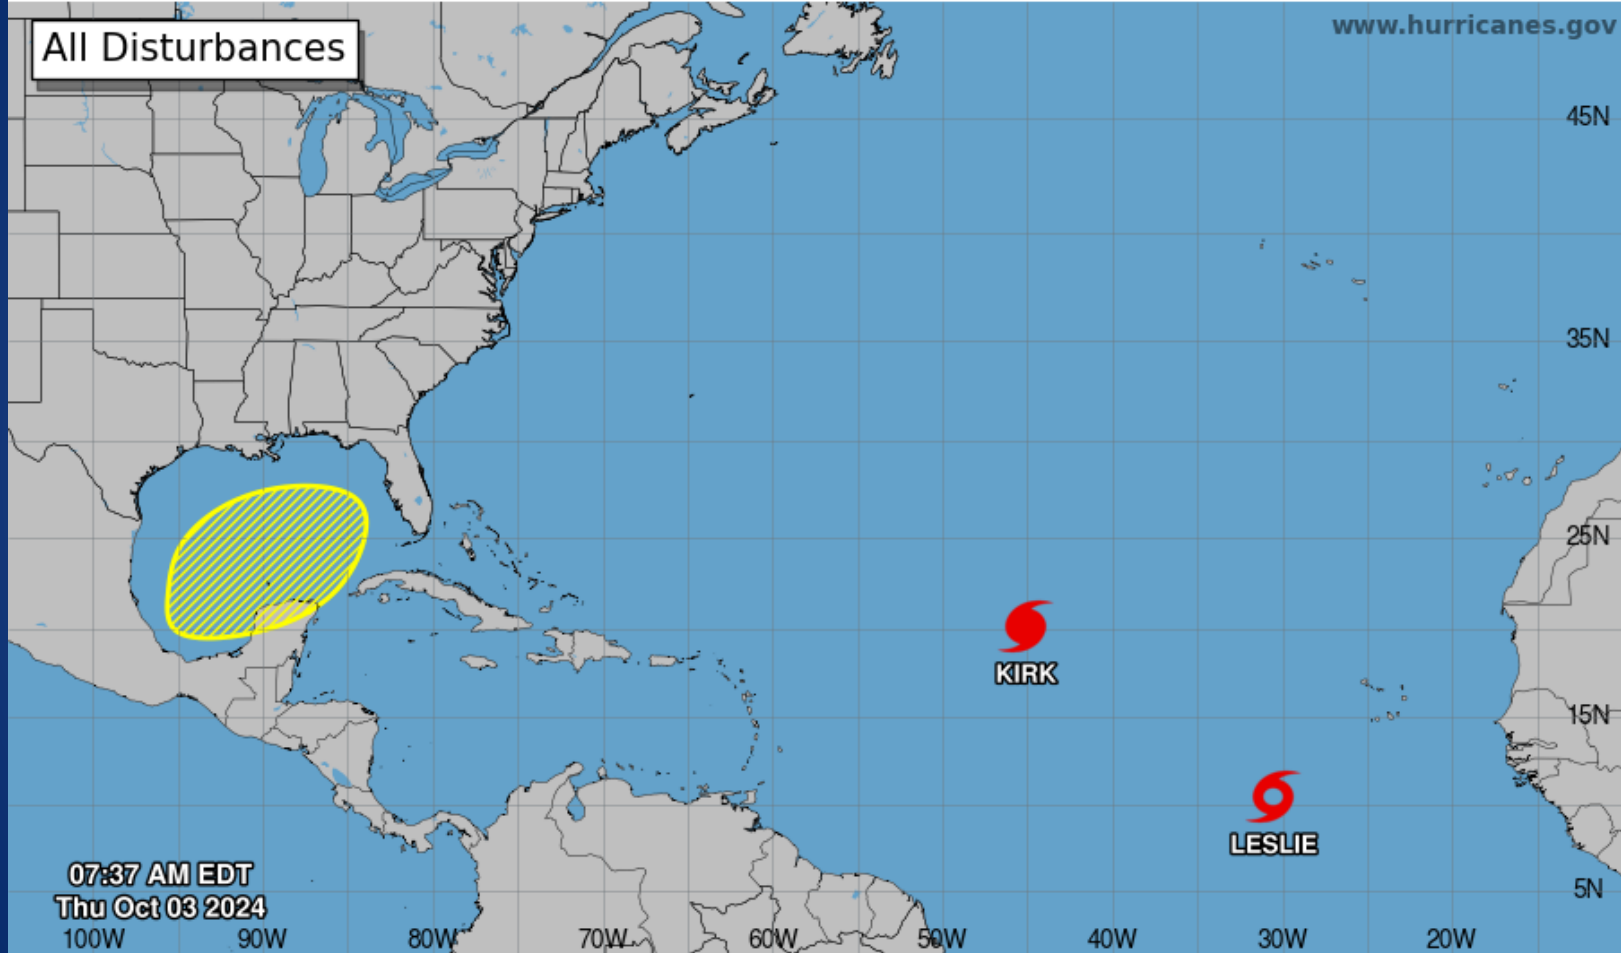 All Disturbances
www.hurricanes.gov
45N
35N
25N
KIRK
15N
LESLIE
07:37 AM EDT
Thu Oct 03 2024
5N
100W 90W 80W 70W 60W 50W 40W 30W 20W